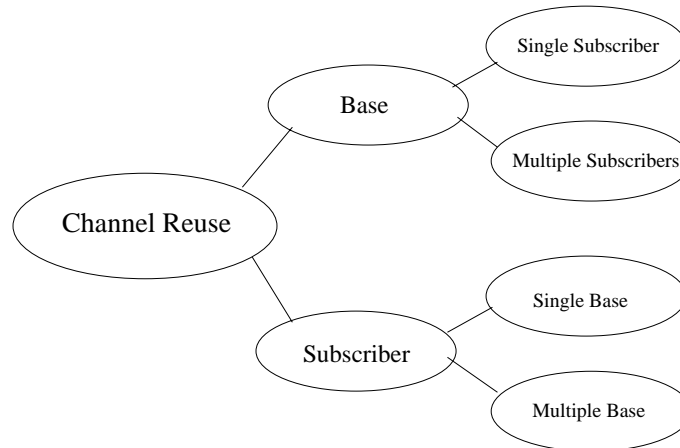 Single Subscriber
Base
Multiple Subscribers
Channel Reuse
Single Base
Subscriber
Multiple Base